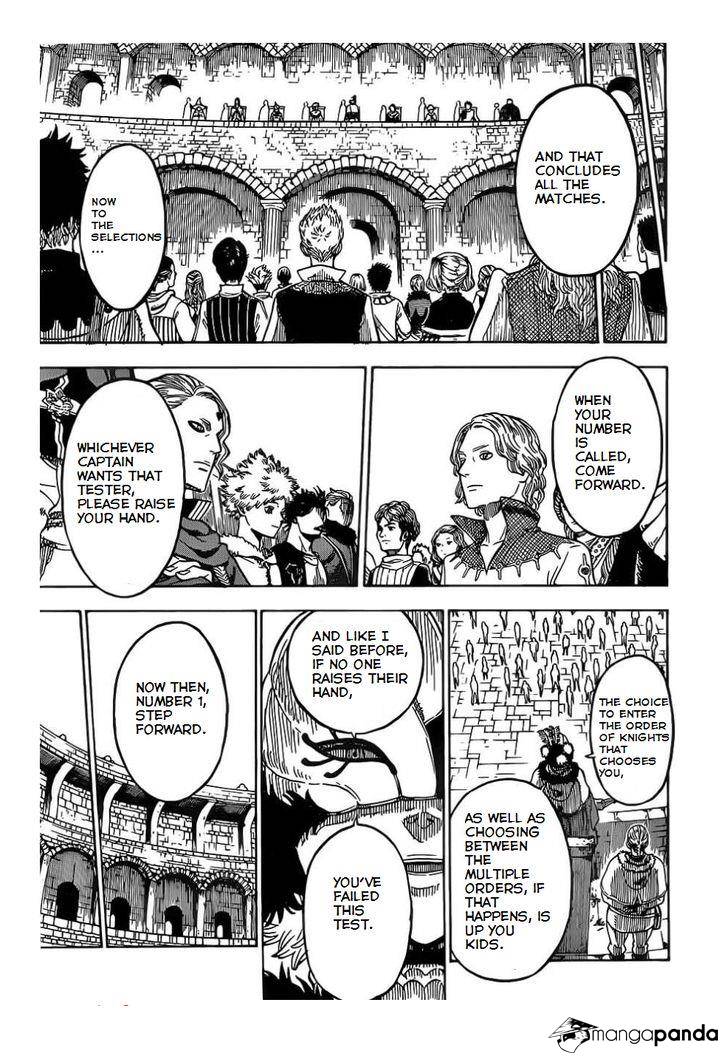 AND THAT
CONCLUDES
ALL THE
MATCHES.
NOW
TO
THE
SELECTIONS
...
WHEN
YOUR
NUMBER
IS
CALLED,
COME
FORWARD.
WHICHEVER
CAPTAIN
WANTS THAT
TESTER,
PLEASE RAISE
YOUR HAND.
THE CHOICE
TO ENTER
THE ORDER
OF KNIGHTS
THAT
CHOOSES
YOU,
AS WELL AS
CHOOSING
BETWEEN
THE
MULTIPLE
ORDERS, IF
THAT
HAPPENS, IS
UP YOU
KIDS.
AND LIKE I
SAID BEFORE,
IF NO ONE
RAISES THEIR
HAND,
YOU'VE
FAILED
THIS
TEST.
NOW THEN,
NUMBER 1,
STEP
FORWARD.
mangapanda